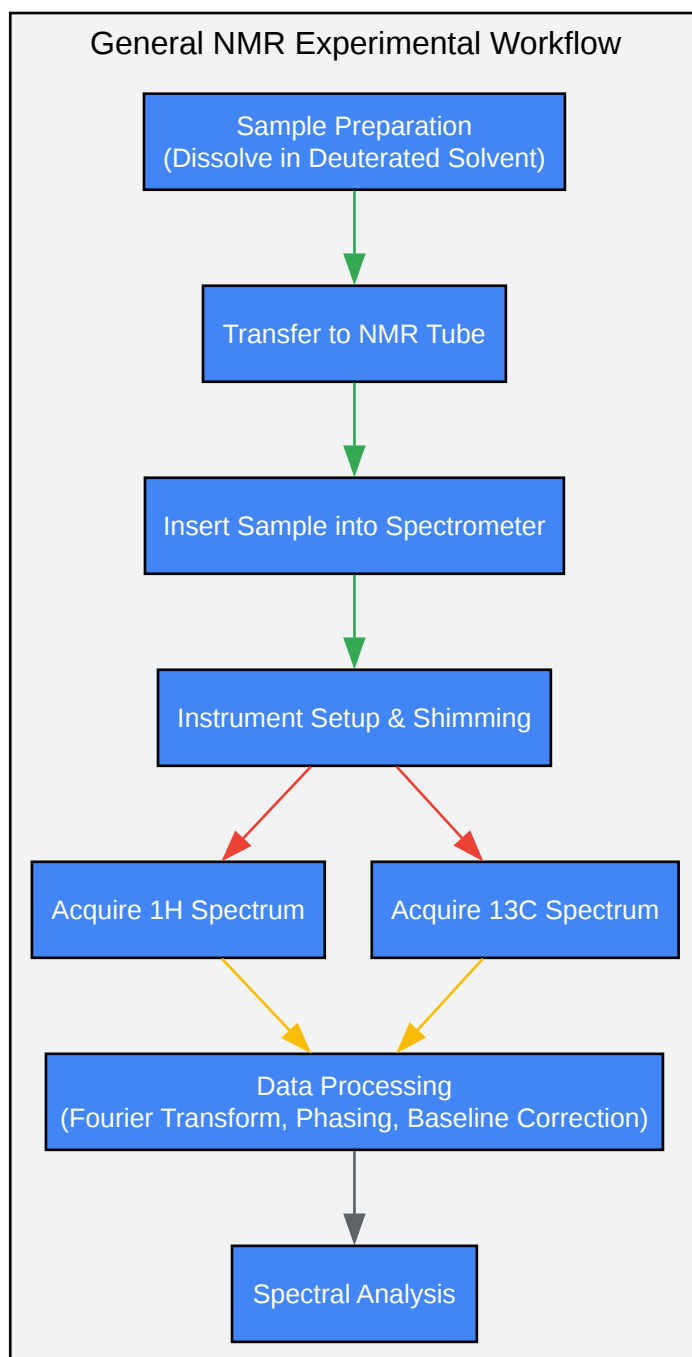 General NMR Experimental Workflow
Sample Preparation
(Dissolve in Deuterated Solvent)
Transfer to NMR Tube
Insert Sample into Spectrometer
Instrument Setup & Shimming
Acquire 1H Spectrum
Acquire 13C Spectrum
Data Processing
(Fourier Transform, Phasing, Baseline Correction)
Spectral Analysis